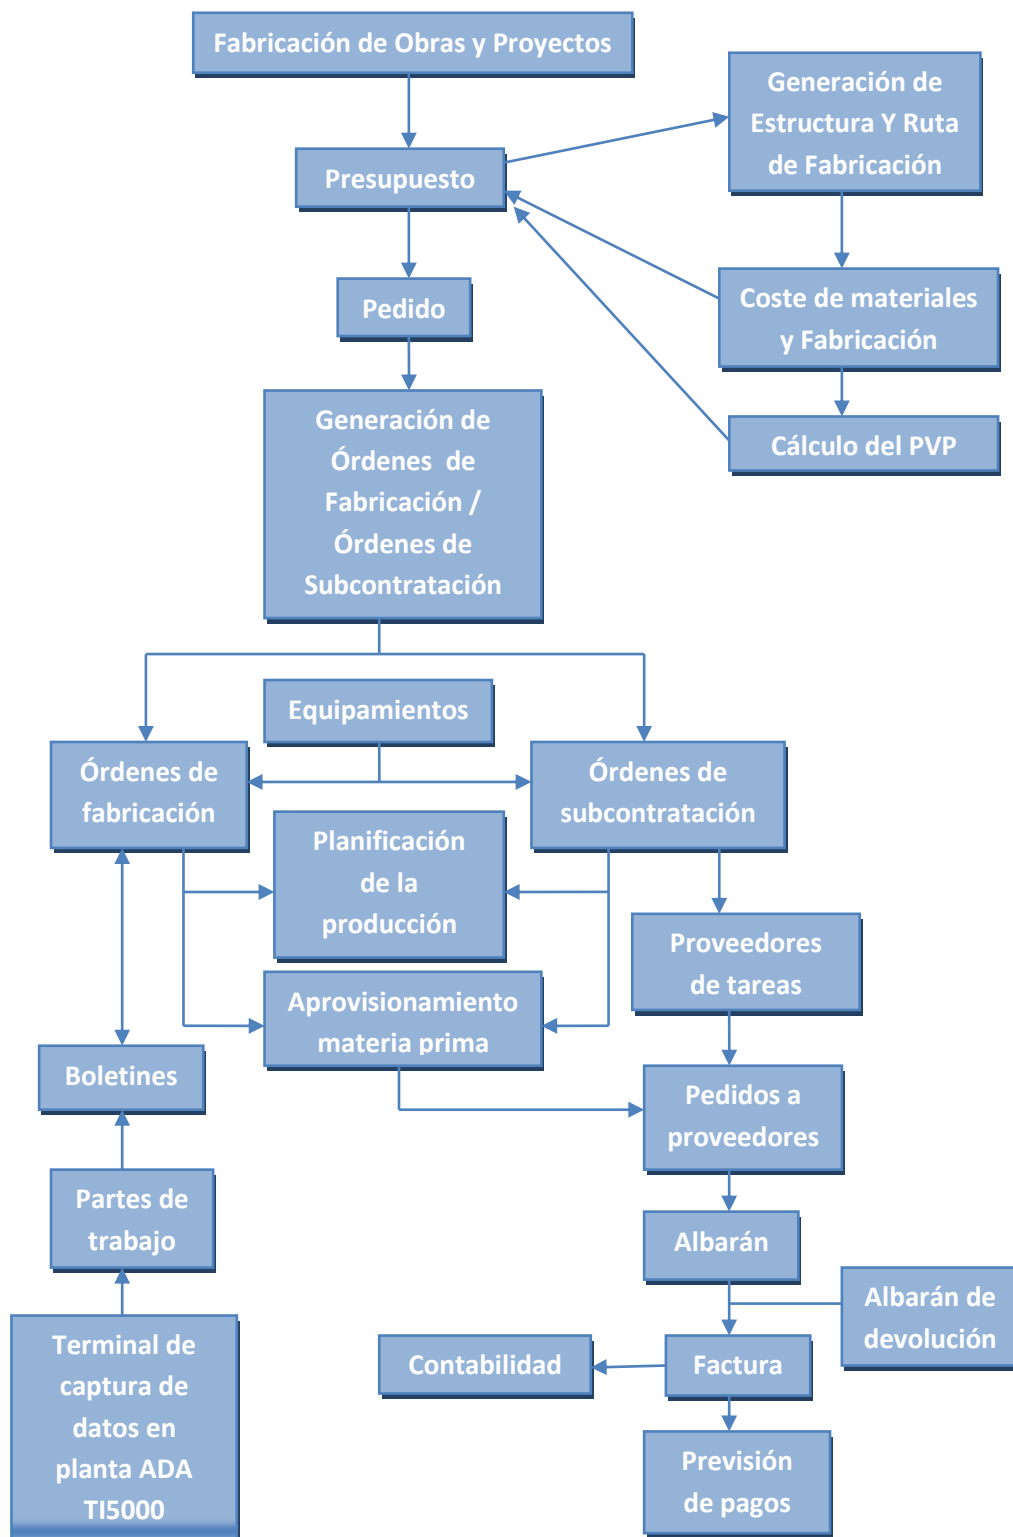 Fabricación de Obras y Proyectos
Generación de
Estructura Y Ruta
de Fabricación
Presupuesto
Coste de materiales
y Fabricación
Pedido
Cálculo del PVP
Generación de
Órdenes de
Fabricación /
Órdenes de
Subcontratación
Equipamientos
Órdenes de
fabricación
Órdenes de
subcontratación
Planificación
de la
producción
Proveedores
de tareas
Aprovisionamiento
materia prima
Boletines
Pedidos a
proveedores
Partes de
trabajo
Albarán
Albarán de
devolución
Terminal de
captura de
datos en
planta ADA
TI5000
Contabilidad
Factura
Previsión
de pagos